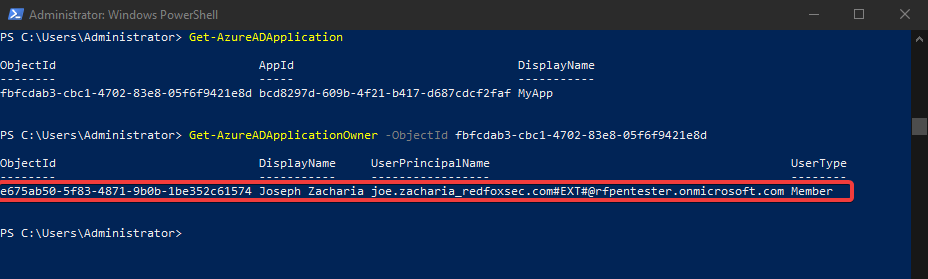 Administrator: Windows PowerShell
PS C:\Users\Administrator> Get-AzureADApplication
ObjectId AppId DisplayName
-------- ----- -----------
fbfcdab3-cbc1-4702-83e8-05f6f9421e8d bcd8297d-609b-4f21-b417-d687cdcf2faf MyApp
PS C:\Users\Administrator> Get-AzureADApplicationOwner -ObjectId fbfcdab3-cbc1-4702-83e8-05f6f9421e8d
ObjectId DisplayName UserPrincipalName UserType
-------- ----------- ----------------- --------
e675ab50-5f83-4871-9b0b-1be352c61574 Joseph Zacharia joe.zacharia_redfoxsec.com#EXT#@rfpentester.onmicrosoft.com Member
PS C:\Users\Administrator>